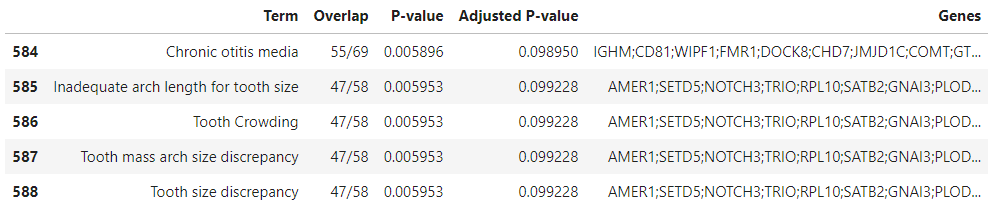 Term Overlap P-value Adjusted P-value Genes
584 Chronic otitis media 55/69 0.005896 0.098950 IGHM;CD81;WIPF1;FMR1;DOCK8;CHD7;JMJD1C;COMT;GT...
585 Inadequate arch length for tooth size 47/58 0.005953 0.099228 AMER1;SETD5;NOTCH3;TRIO;RPL10;SATB2;GNAI3;PLOD...
586 Tooth Crowding 47/58 0.005953 0.099228 AMER1;SETD5;NOTCH3;TRIO;RPL10;SATB2;GNAI3;PLOD...
587 Tooth mass arch size discrepancy 47/58 0.005953 0.099228 AMER1;SETD5;NOTCH3;TRIO;RPL10;SATB2;GNAI3;PLOD...
588 Tooth size discrepancy 47/58 0.005953 0.099228 AMER1;SETD5;NOTCH3;TRIO;RPL10;SATB2;GNAI3;PLOD...